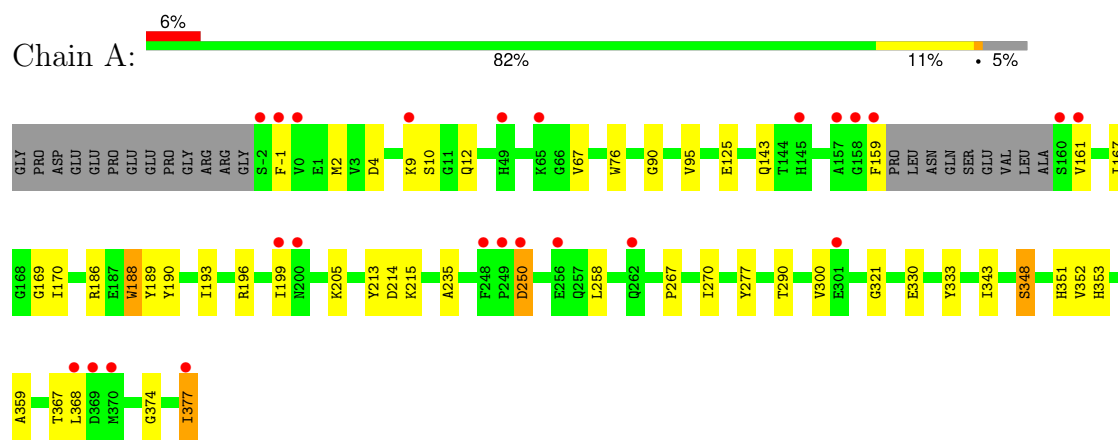 6%
Chain A:
82% 11% • 5%
GLY PRO ASP GLU GLU PRO GLU GLU PRO GLY ARG ARG GLY S-2 F-1 V0 E1 M2 V3 D4 K9 S10 G11 Q12 H49 K65 G66 V67 W76 G90 V95 E125 Q143 T144 H145 A157 G158 F159 PRO LEU ASN GLN SER GLU VAL LEU ALA S160 V161 I167
G168 G169 I170 R186 E187 W188 Y189 Y190 I193 R196 I199 N200 K205 Y213 D214 K215 A235 F248 P249 D250 E256 Q257 L258 Q262 P267 I270 Y277 T290 V300 E301 G321 E330 Y333 I343 S348 H351 V352 H353
A359 T367 L368 D369 M370 G374 I377